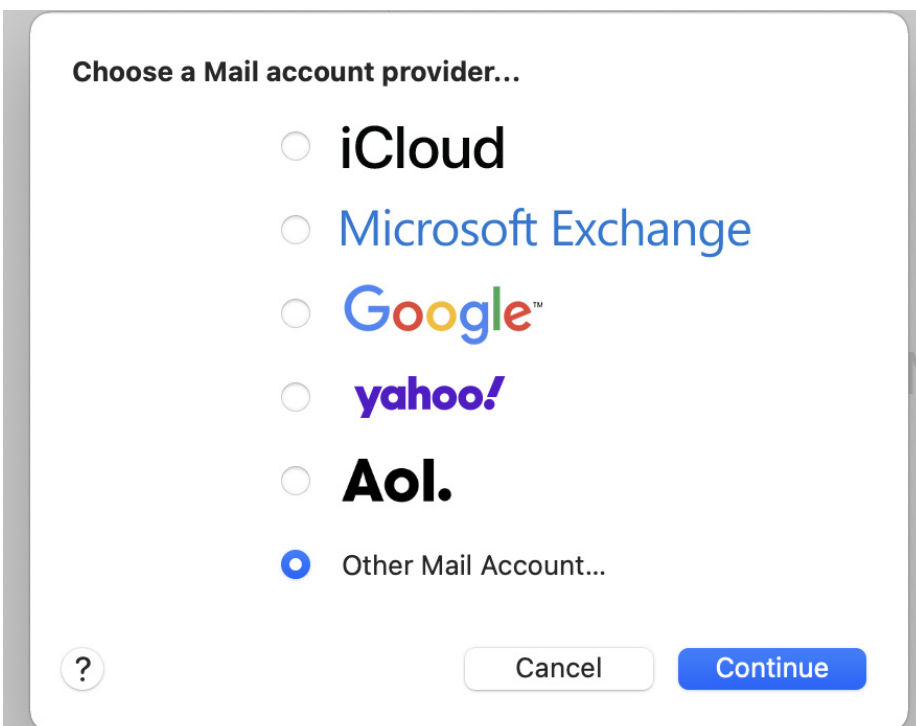 Choose a Mail account provider...
iCloud
Microsoft Exchange
Google™
yahoo!
Aol.
Other Mail Account...
?
Cancel
Continue